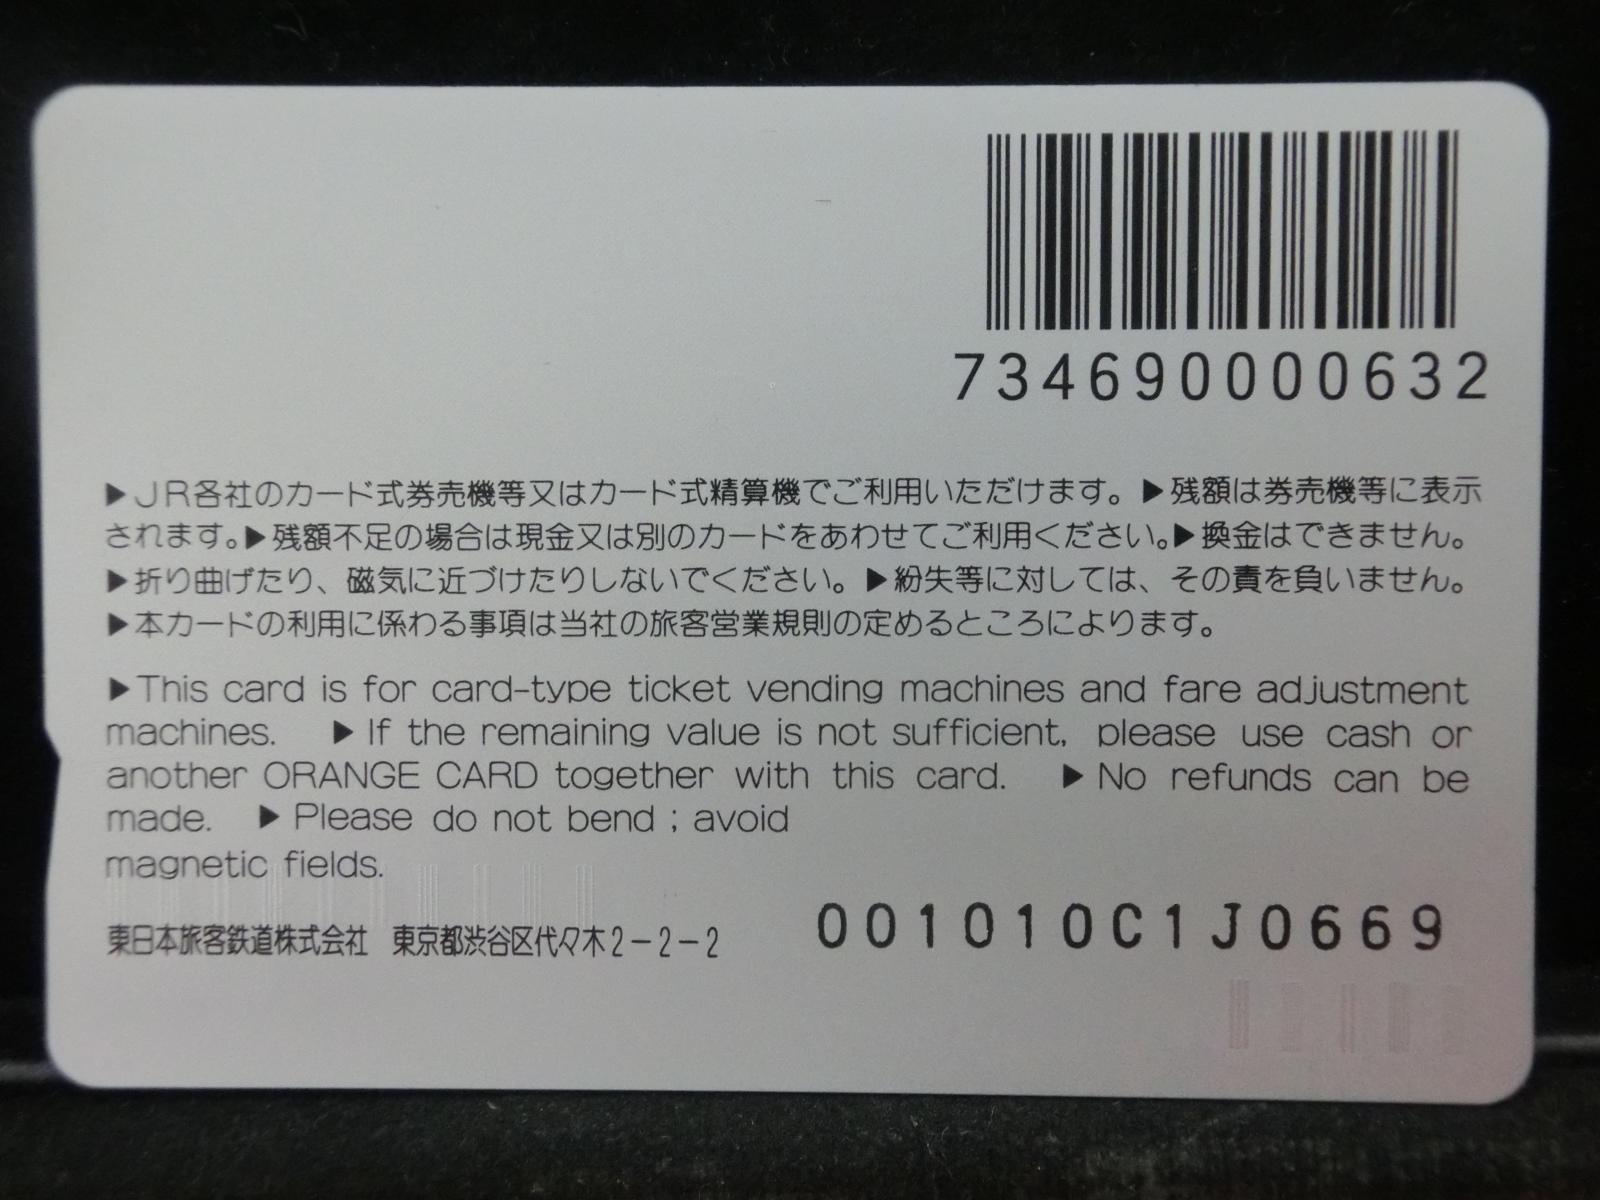 734690000632
▶JR各社のカード式券売機等又はカード式精算機でご利用いただけます。▶残額は券売機等に表示
されます。▶残額不足の場合は現金又は別のカードをあわせてご利用ください。▶換金はできません。
▶折り曲げたり、磁気に近づけたりしないでください。▶紛失等に対しては、その責を負いません。
▶本カードの利用に係わる事項は当社の旅客営業規則の定めるところによります。
▶This card is for card-type ticket vending machines and fare adjustment
machines. ▶If the remaining value is not sufficient, please use cash or
another ORANGE CARD together with this card. ▶No refunds can be
made. ▶Please do not bend ; avoid
magnetic fields.
東日本旅客鉄道株式会社 東京都渋谷区代々木2-2-2
001010C1J0669